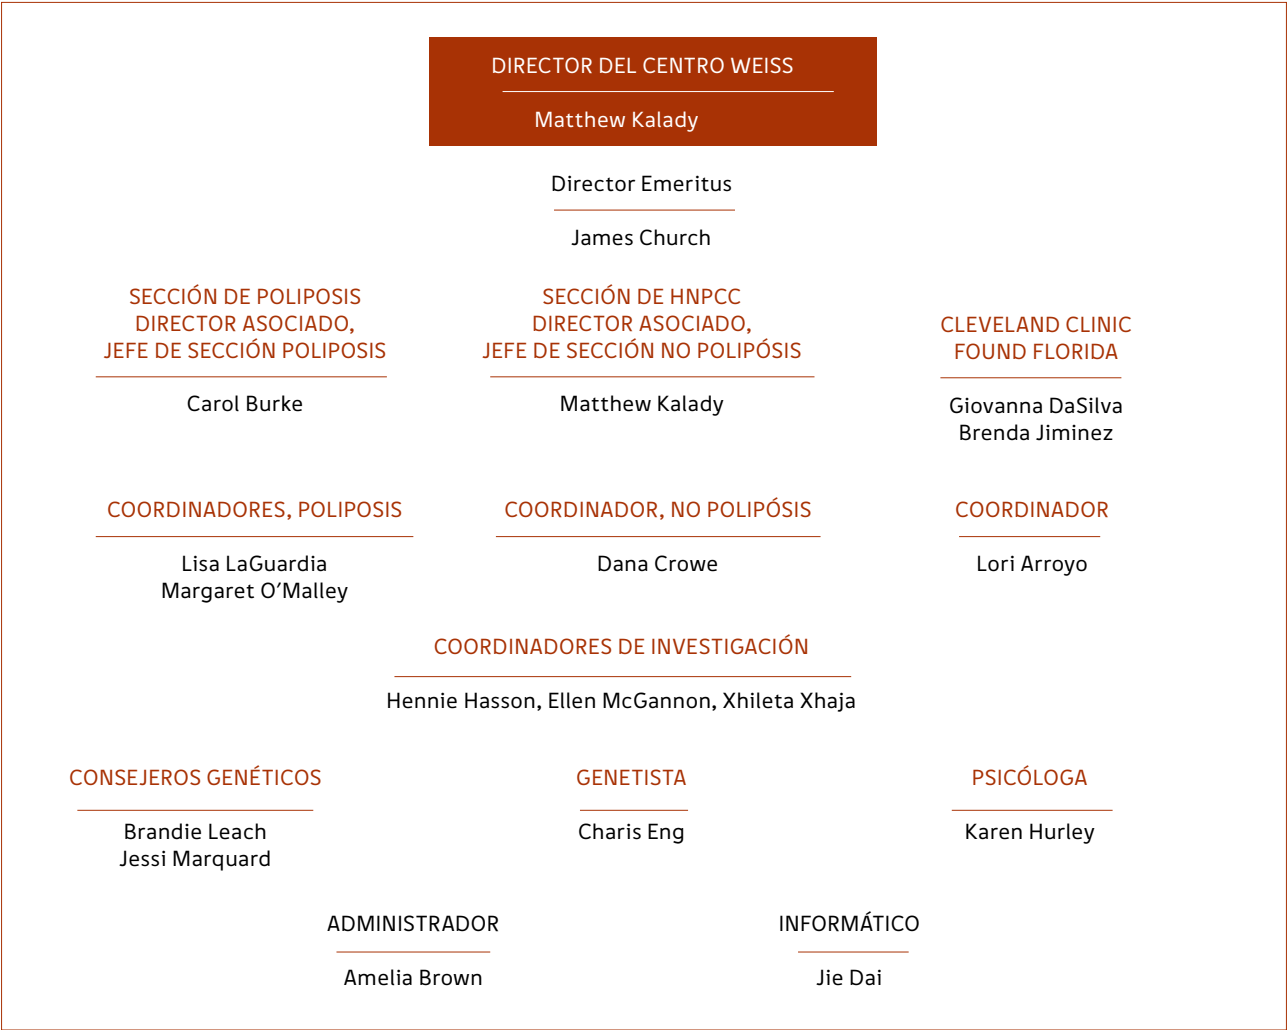 DIRECTOR DEL CENTRO WEISS
Matthew Kalady
Director Emeritus
James Church
SECCIÓN DE POLIPOSIS
DIRECTOR ASOCIADO,
JEFE DE SECCIÓN POLIPOSIS
Carol Burke
SECCIÓN DE HNPCC
DIRECTOR ASOCIADO,
JEFE DE SECCIÓN NO POLIPÓSIS
Matthew Kalady
CLEVELAND CLINIC
FOUND FLORIDA
Giovanna DaSilva
Brenda Jiminez
COORDINADORES, POLIPOSIS
Lisa LaGuardia
Margaret O’Malley
COORDINADOR, NO POLIPÓSIS
Dana Crowe
COORDINADOR
Lori Arroyo
COORDINADORES DE INVESTIGACIÓN
Hennie Hasson, Ellen McGannon, Xhileta Xhaja
CONSEJEROS GENÉTICOS
Brandie Leach
Jessi Marquard
GENETISTA
Charis Eng
PSICÓLOGA
Karen Hurley
ADMINISTRADOR
Amelia Brown
INFORMÁTICO
Jie Dai